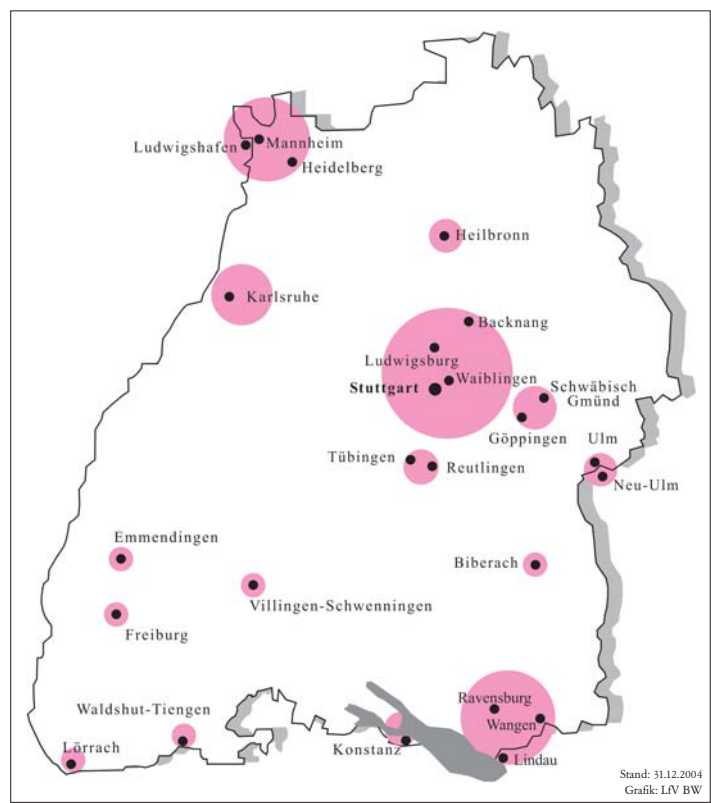 Ludwigshafen
Mannheim
Heidelberg
Heilbronn
Karlsruhe
Backnang
Ludwigsburg
Waiblingen
Stuttgart
Schwäbisch
Gmünd
Göppingen
Ulm
Tübingen
Reutlingen
Neu-Ulm
Emmendingen
Biberach
Villingen-Schwenningen
Freiburg
Ravensburg
Waldshut-Tiengen
Wangen
Lörrach
Konstanz
Lindau
Stand: 31.12.2004
Grafik: LfV BW